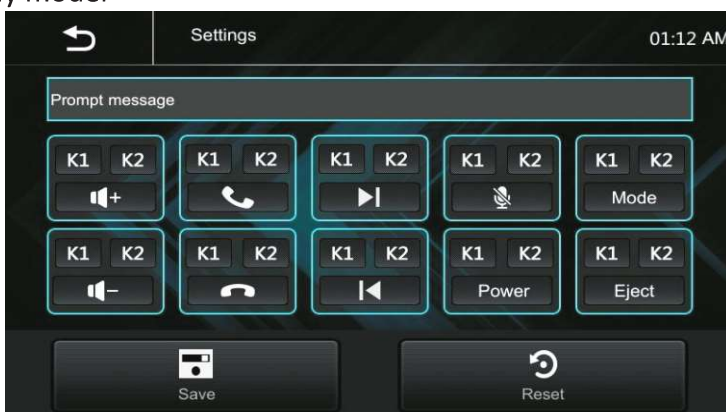 Settings
01:12 AM
Prompt message
K1 K2 K1 K2 K1 K2 K1 K2 K1 K2
+ Mode
K1 K2 K1 K2 K1 K2 K1 K2 K1 K2
− Power Eject
Save Reset